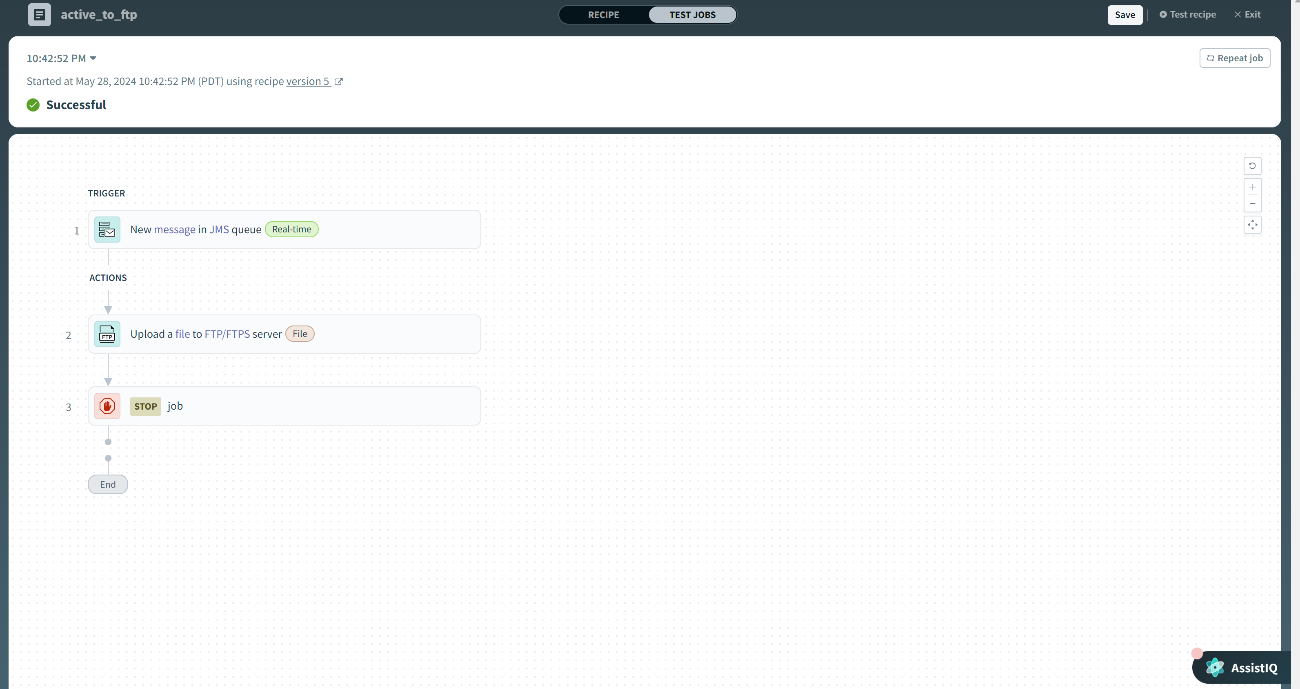 active_to_ftp
RECIPE
TEST JOBS
Save
Test recipe
Exit
10:42:52 PM
Repeat job
Started at May 28, 2024 10:42:52 PM (PDT) using recipe version 5
Successful
TRIGGER
1
New message in JMS queue Real-time
ACTIONS
2
FTP
Upload a file to FTP/FTPS server File
3
STOP job
End
AssistIQ